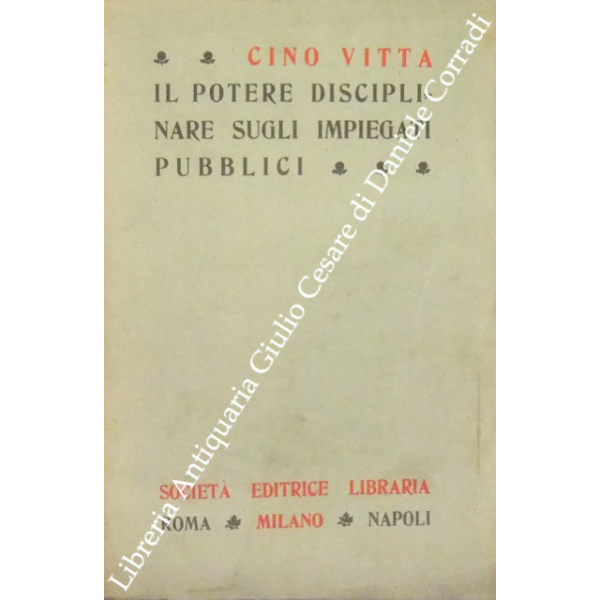 CINO VITTA
IL POTERE DISCIPLI-
NARE SUGLI IMPIEGATI
PUBBLICI
SOCIETÀ EDITRICE LIBRARIA
ROMA MILANO NAPOLI
Libreria Antiquaria Giulio Cesare di Daniele Corradi